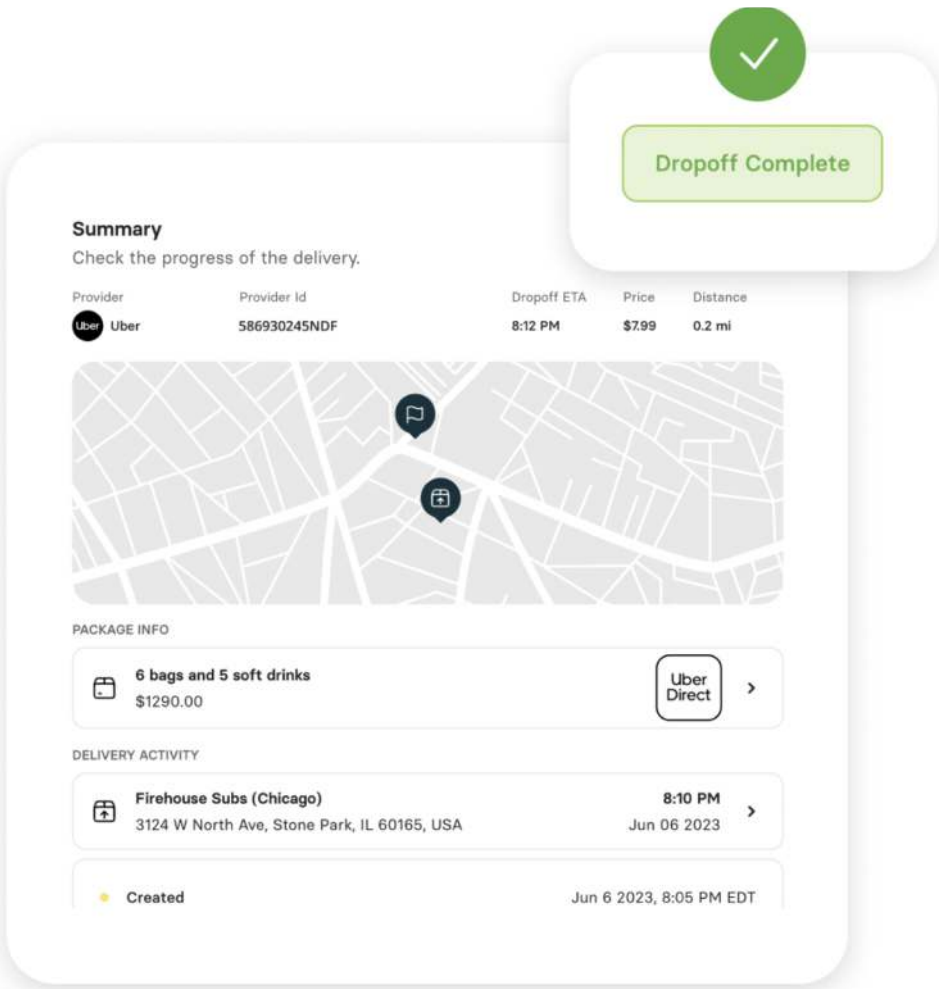 Dropoff Complete
Summary
Check the progress of the delivery.
Provider Provider Id Dropoff ETA Price Distance
Uber Uber 586930245NDF 8:12 PM $7.99 0.2 mi
PACKAGE INFO
6 bags and 5 soft drinks
$1290.00
Uber
Direct
DELIVERY ACTIVITY
Firehouse Subs (Chicago) 8:10 PM
3124 W North Ave, Stone Park, IL 60165, USA Jun 06 2023
Created Jun 6 2023, 8:05 PM EDT